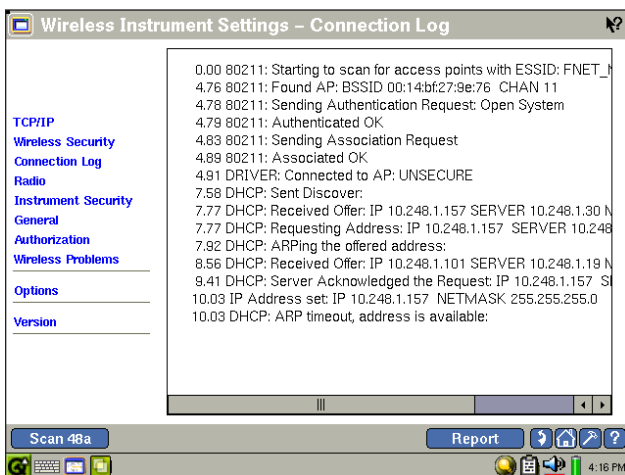 Wireless Instrument Settings – Connection Log
TCP/IP
Wireless Security
Connection Log
Radio
Instrument Security
General
Authorization
Wireless Problems
Options
Version
0.00 80211: Starting to scan for access points with ESSID: FNET_
4.76 80211: Found AP: BSSID 00:14:bf:27:9e:76 CHAN 11
4.78 80211: Sending Authentication Request: Open System
4.79 80211: Authenticated OK
4.83 80211: Sending Association Request
4.89 80211: Associated OK
4.91 DRIVER: Connected to AP: UNSECURE
7.58 DHCP: Sent Discover:
7.77 DHCP: Received Offer: IP 10.248.1.157 SERVER 10.248.1.30 N
7.77 DHCP: Requesting Address: IP 10.248.1.157 SERVER 10.248
7.92 DHCP: ARPing the offered address:
8.56 DHCP: Received Offer: IP 10.248.1.101 SERVER 10.248.1.19 N
9.41 DHCP: Server Acknowledged the Request: IP 10.248.1.157 S
10.03 IP Address set: IP 10.248.1.157 NETMASK 255.255.255.0
10.03 DHCP: ARP timeout, address is available:
Scan 48a
Report
?
4:16 PM